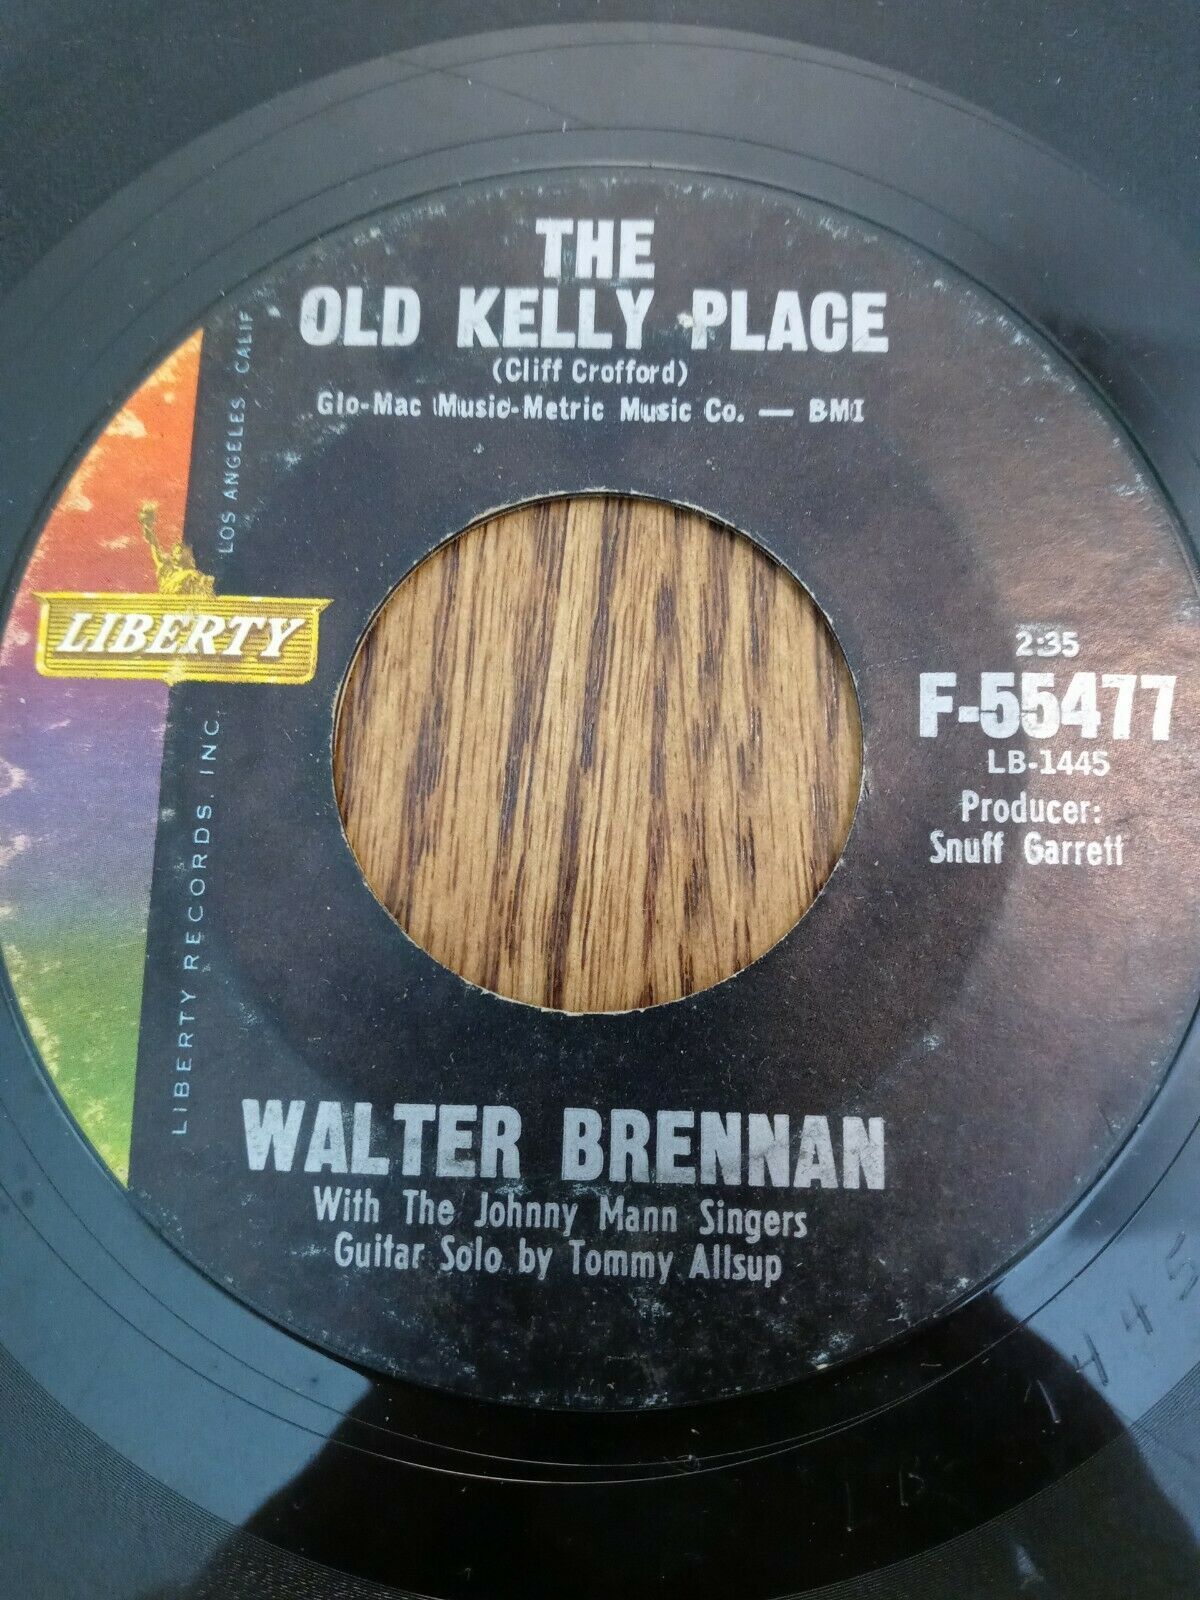 THE
OLD KELLY PLACE
(Cliff Crofford)
Glo-Mac Music-Metric Music Co. — BMI
LOS ANGELES CALIF
LIBERTY
LIBERTY RECORDS, INC.
2:35
F-55477
LB-1445
Producer:
Snuff Garrett
WALTER BRENNAN
With The Johnny Mann Singers
Guitar Solo by Tommy Allsup
1445